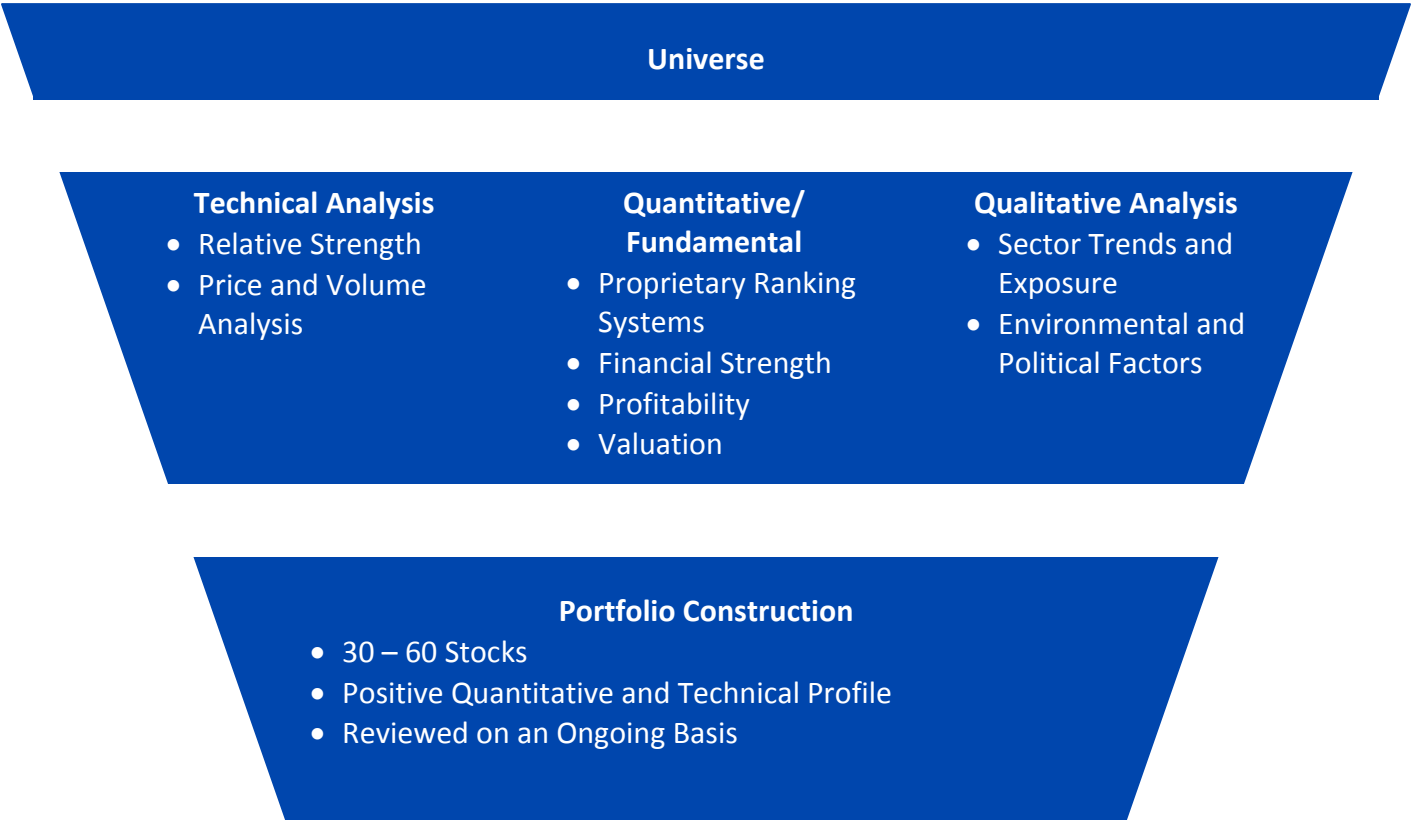 Universe
Technical Analysis
• Relative Strength
• Price and Volume
Analysis
Quantitative/
Fundamental
• Proprietary Ranking
Systems
• Financial Strength
• Profitability
• Valuation
Qualitative Analysis
• Sector Trends and
Exposure
• Environmental and
Political Factors
Portfolio Construction
• 30 – 60 Stocks
• Positive Quantitative and Technical Profile
• Reviewed on an Ongoing Basis